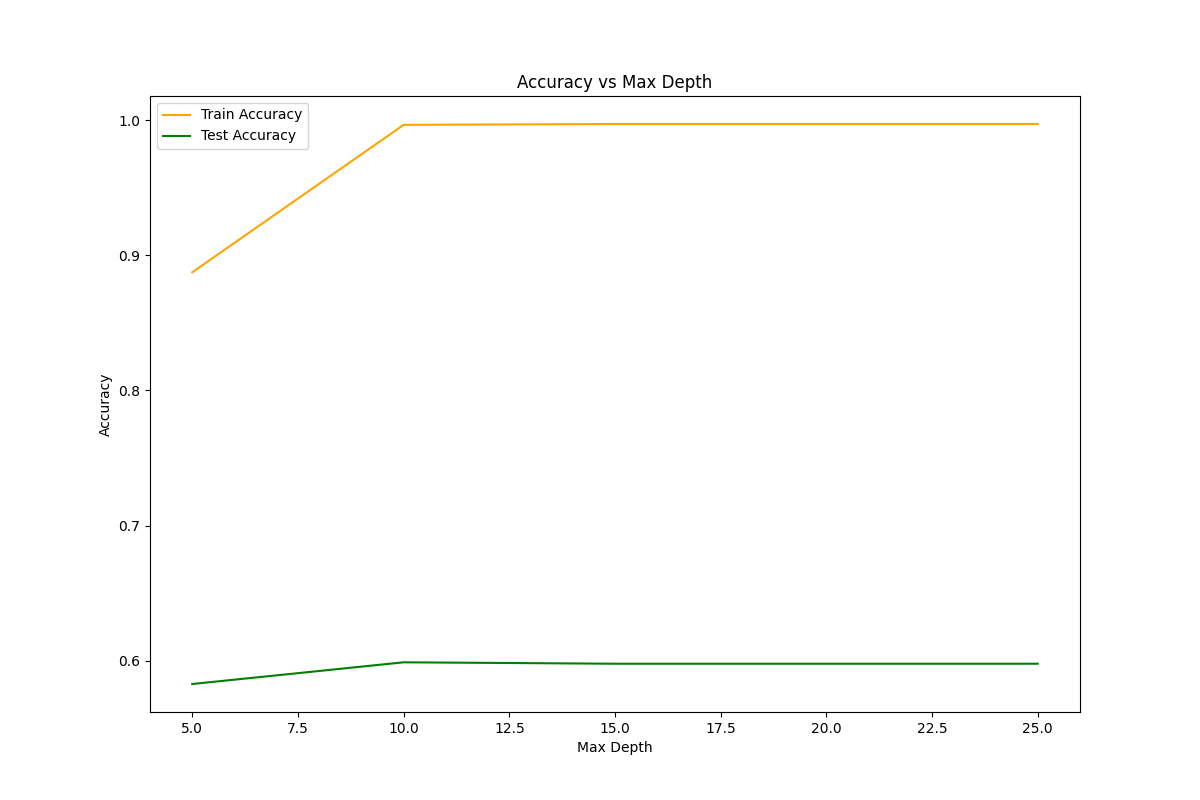 Accuracy vs Max Depth
Train Accuracy
Test Accuracy
1.0
0.9
0.8
0.7
0.6
Accuracy
5.0 7.5 10.0 12.5 15.0 17.5 20.0 22.5 25.0
Max Depth